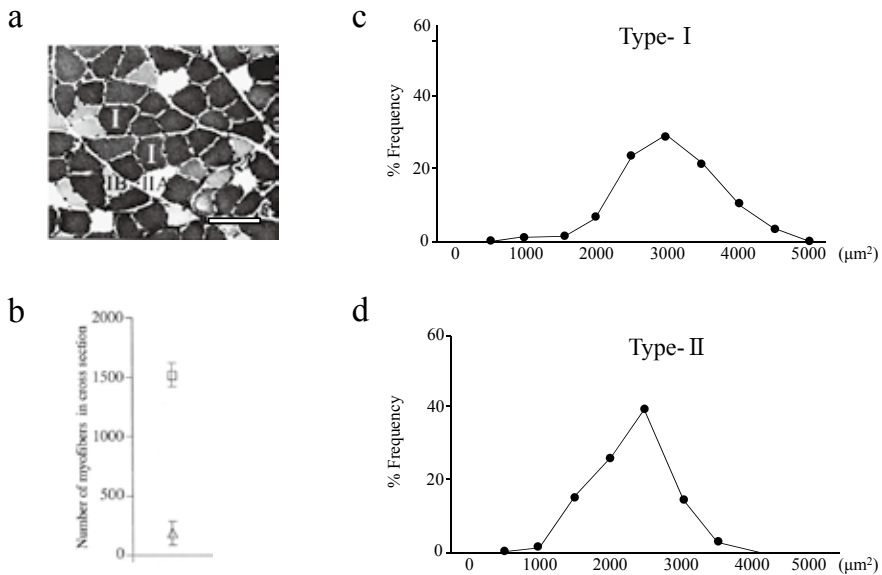 a
I
I
IB
IIA
b
Number of myofibers in cross section
2000
1500
1000
500
0
c
Type- I
% Frequency
60
40
20
0
0 1000 2000 3000 4000 5000 (μm²)
d
Type- II
% Frequency
60
40
20
0
0 1000 2000 3000 4000 5000 (μm²)